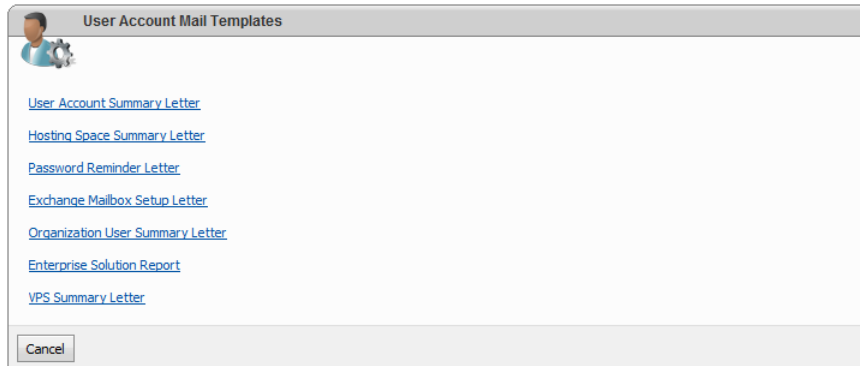 User Account Mail Templates
User Account Summary Letter
Hosting Space Summary Letter
Password Reminder Letter
Exchange Mailbox Setup Letter
Organization User Summary Letter
Enterprise Solution Report
VPS Summary Letter
Cancel